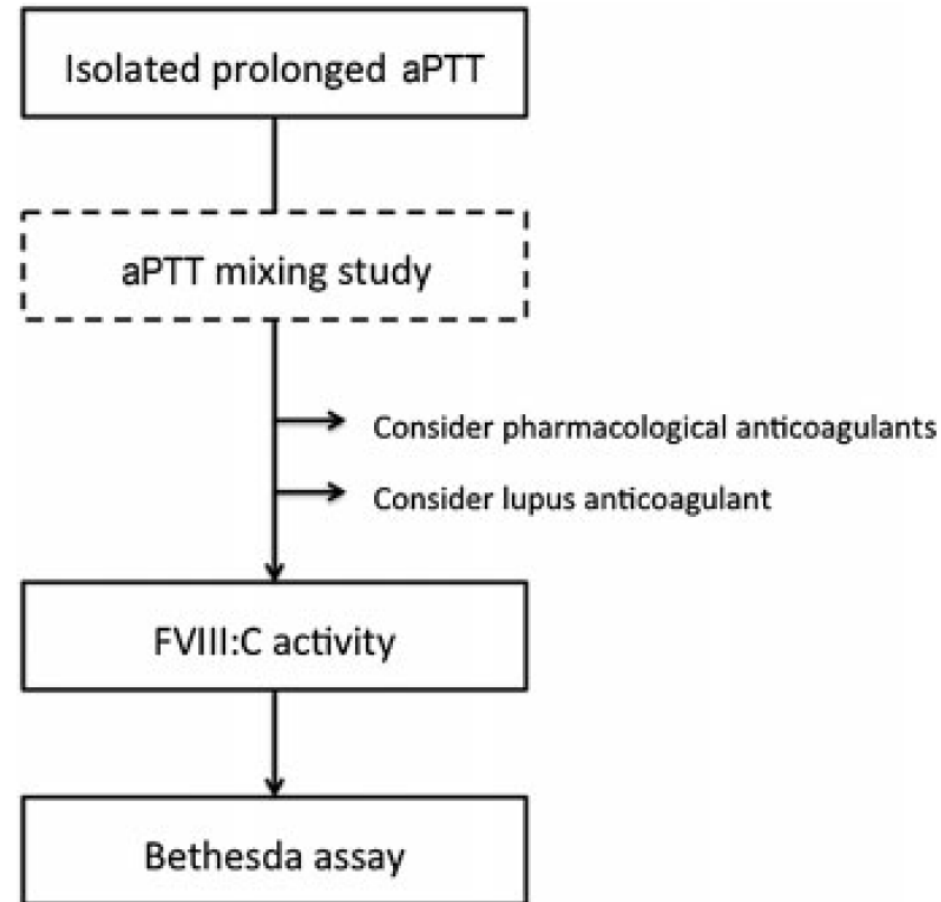 Isolated prolonged aPTT
aPTT mixing study
Consider pharmacological anticoagulants
Consider lupus anticoagulant
FVIII:C activity
Bethesda assay